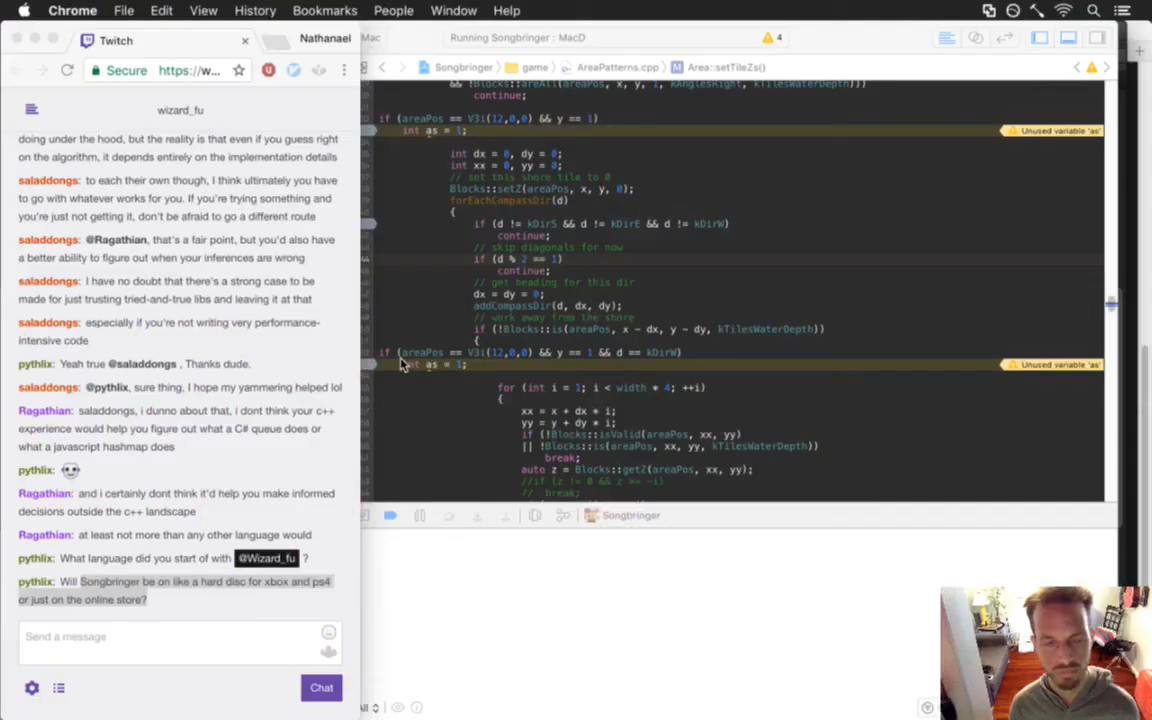 Chrome File Edit View History Bookmarks People Window Help
Twitch
Nathanael
Mac
Running Songbringer : MacD
4
Secure https://w...
Songbringer game AreaPatterns.cpp Area::setTileZs()
wizard_fu
doing under the hood, but the reality is that even if you guess right
on the algorithm, it depends entirely on the implementation details
saladdongs: to each their own though, I think ultimately you have
to go with whatever works for you. If you're trying something and
you're just not getting it, don't be afraid to go a different route
saladdongs: @Ragathian, that's a fair point, but you'd also have
a better ability to figure out when your inferences are wrong
saladdongs: I have no doubt that there's a strong case to be
made for just trusting tried-and-true libs and leaving it at that
saladdongs: especially if you're not writing very performance-
intensive code
pythlix: Yeah true @saladdongs , Thanks dude.
saladdongs: @pythlix, sure thing, I hope my yammering helped lol
Ragathian: saladdongs, i dunno about that, i dont think your c++
experience would help you figure out what a C# queue does or
what a javascript hashmap does
pythlix:
Ragathian: and i certainly dont think it'd help you make informed
decisions outside the c++ landscape
Ragathian: at least not more than any other language would
pythlix: What language did you start of with @Wizard_fu ?
pythlix: Will Songbringer be on like a hard disc for xbox and ps4
or just on the online store?
Send a message
Chat
&& !Blocks::areAll(areaPos, x, y, 1, kAnglesRight, kTilesWaterDepth)))
continue;
if (areaPos == V3i(12,0,0) && y == 1)
int as = 1;
Unused variable 'as'
int dx = 0, dy = 0;
int xx = 0, yy = 0;
// set this shore tile to 0
Blocks::setZ(areaPos, x, y, 0);
forEachCompassDir(d)
{
if (d != kDirS && d != kDirE && d != kDirW)
continue;
// skip diagonals for now
if (d % 2 == 1)
continue;
// get heading for this dir
dx = dy = 0;
addCompassDir(d, dx, dy);
// work away from the shore
if (!Blocks::is(areaPos, x - dx, y - dy, kTilesWaterDepth))
{
if (areaPos == V3i(12,0,0) && y == 1 && d == kDirW)
int as = 1;
Unused variable 'as'
for (int i = 1; i < width * 4; ++i)
{
xx = x + dx * i;
yy = y + dy * i;
if (!Blocks::isValid(areaPos, xx, yy)
|| !Blocks::is(areaPos, xx, yy, kTilesWaterDepth))
break;
auto z = Blocks::getZ(areaPos, xx, yy);
//if (z != 0 && z >= -i)
// break;
Songbringer